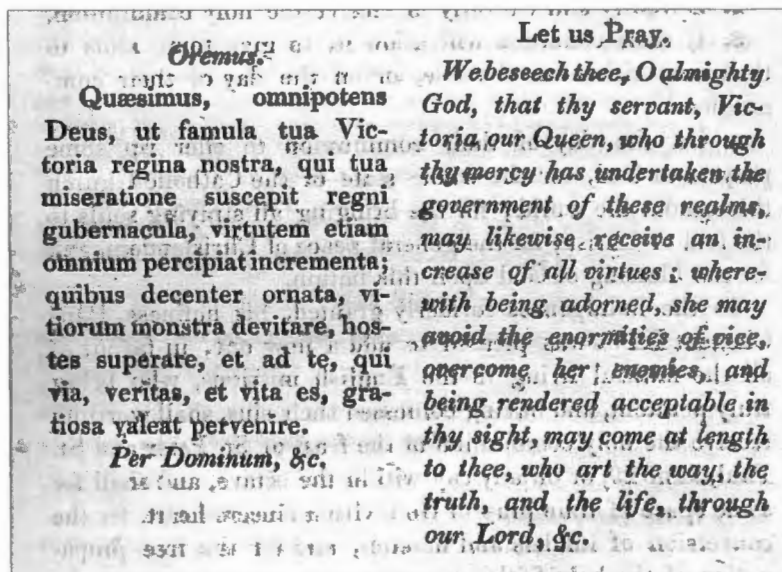 Oremus.
Quæsimus, omnipotens
Deus, ut famula tua Vic-
toria regina nostra, qui tua
miseratione suscepit regni
gubernacula, virtutem etiam
omnium percipiat incrementa;
quibus decenter ornata, vi-
tiorum monstra devitare, hos-
tes superare, et ad te, qui
via, veritas, et vita es, gra-
tiosa valeat pervenire.
Per Dominum, &c.
Let us Pray.
We beseech thee, O almighty
God, that thy servant, Vic-
toria our Queen, who through
thy mercy has undertaken the
government of these realms,
may likewise receive an in-
crease of all virtues: where-
with being adorned, she may
avoid the enormities of vice,
overcome her enemies, and
being rendered acceptable in
thy sight, may come at length
to thee, who art the way, the
truth, and the life, through
our Lord, &c.